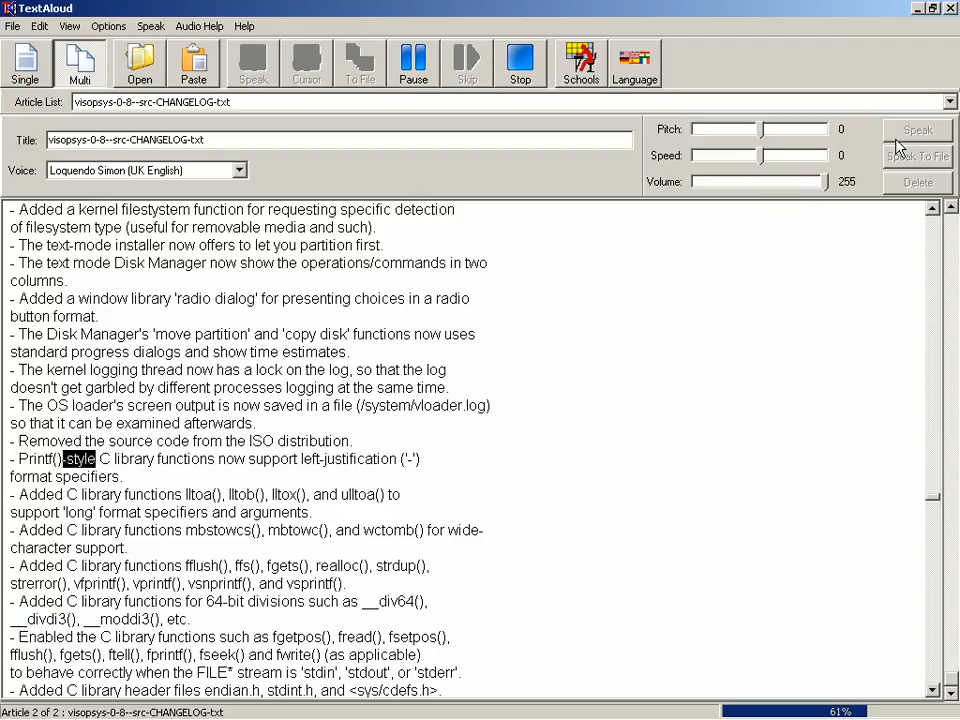 TextAloud
File Edit View Options Speak Audio Help Help
Single Multi Open Paste Speak Cursor To File Pause Skip Stop Schools Language
Article List: visopsys-0-8--src-CHANGELOG-txt
Title: visopsys-0-8--src-CHANGELOG-txt
Voice: Loquendo Simon (UK English)
Pitch: 0 Speak
Speed: 0 Speak To File
Volume: 255 Delete
- Added a kernel filestystem function for requesting specific detection
of filesystem type (useful for removable media and such).
- The text-mode installer now offers to let you partition first.
- The text mode Disk Manager now show the operations/commands in two
columns.
- Added a window library 'radio dialog' for presenting choices in a radio
button format.
- The Disk Manager's 'move partition' and 'copy disk' functions now uses
standard progress dialogs and show time estimates.
- The kernel logging thread now has a lock on the log, so that the log
doesn't get garbled by different processes logging at the same time.
- The OS loader's screen output is now saved in a file (/system/vloader.log)
so that it can be examined afterwards.
- Removed the source code from the ISO distribution.
- Printf()-style C library functions now support left-justification ('-')
format specifiers.
- Added C library functions lltoa(), lltob(), lltox(), and ulltoa() to
support 'long' format specifiers and arguments.
- Added C library functions mbstowcs(), mbtowc(), and wctomb() for wide-
character support.
- Added C library functions fflush(), ffs(), fgets(), realloc(), strdup(),
strerror(), vfprintf(), vprintf(), vsnprintf(), and vsprintf().
- Added C library functions for 64-bit divisions such as __div64(),
__divdi3(), __moddi3(), etc.
- Enabled the C library functions such as fgetpos(), fread(), fsetpos(),
fflush(), fgets(), ftell(), fprintf(), fseek() and fwrite() (as applicable)
to behave correctly when the FILE* stream is 'stdin', 'stdout', or 'stderr'.
- Added C library header files endian.h, stdint.h, and <sys/cdefs.h>.
Article 2 of 2 : visopsys-0-8--src-CHANGELOG-txt 61%